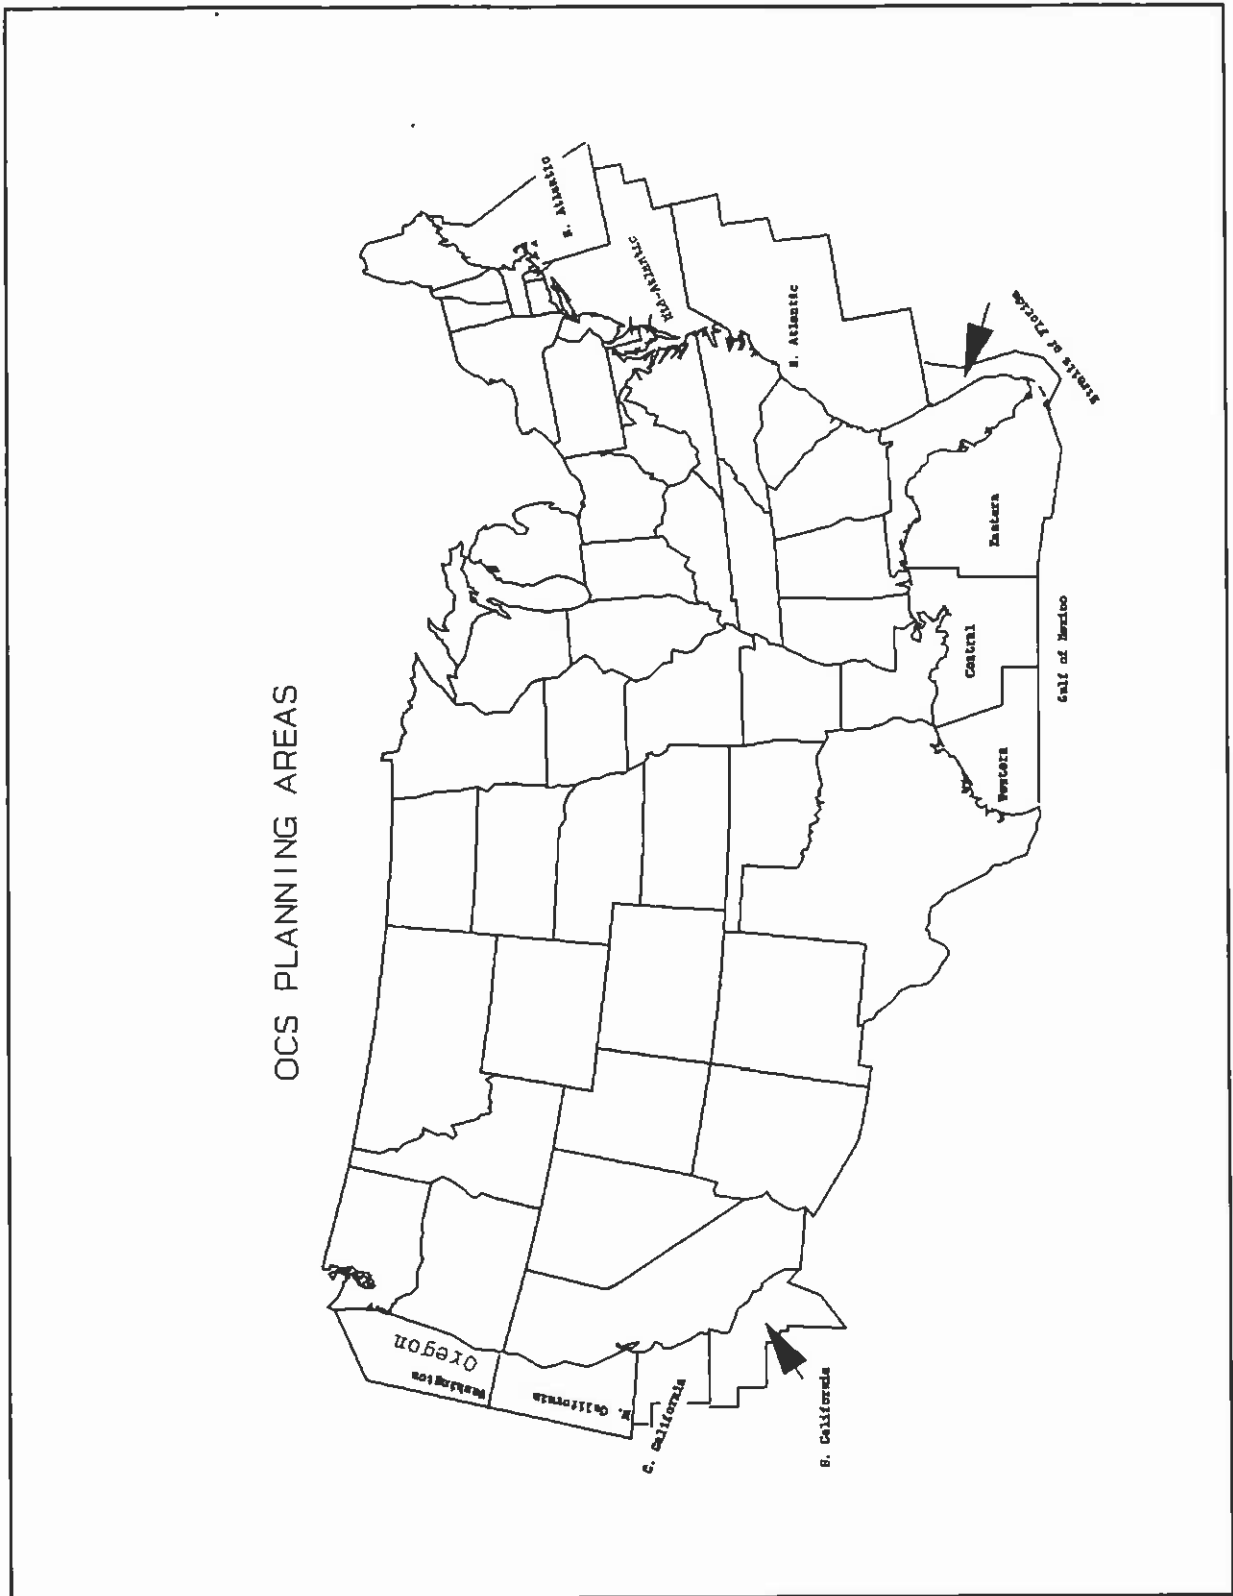 OCS PLANNING AREAS
Washington
Oregon
N. California
C. California
S. California
Western
Central
Eastern
Gulf of Mexico
Straits of Florida
S. Atlantic
Mid-Atlantic
N. Atlantic